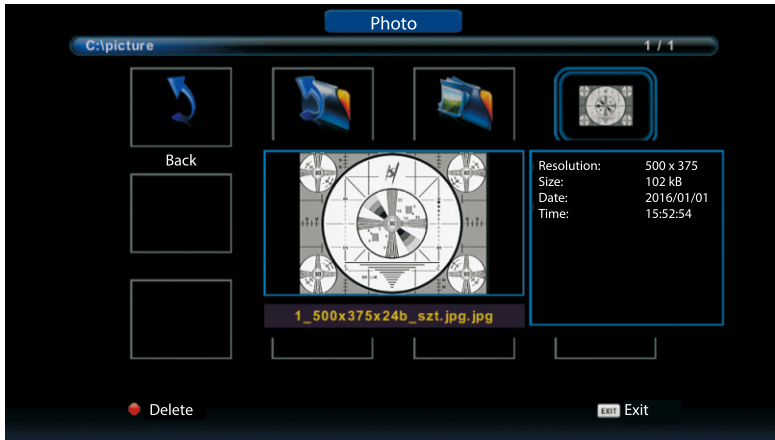 Photo
C:\picture
1 / 1
Back
Resolution: 500 x 375
Size: 102 kB
Date: 2016/01/01
Time: 15:52:54
1_500x375x24b_szt.jpg.jpg
Delete
EXIT Exit